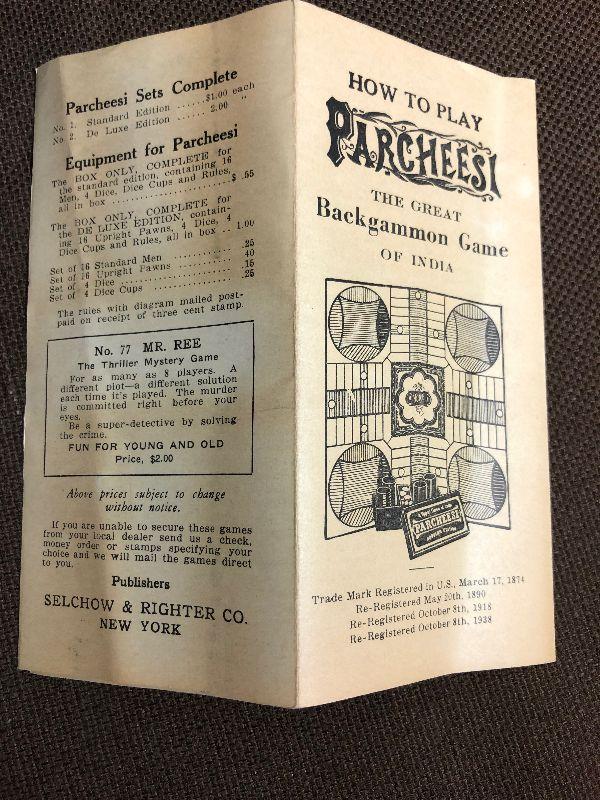 Parcheesi Sets Complete
No. 1. Standard Edition ......$1.00 each
No. 2. De Luxe Edition ...... 2.00 "
Equipment for Parcheesi
The BOX ONLY, COMPLETE for
the standard edition, containing 16
Men, 4 Dice, Dice Cups and Rules,
all in box ......................$ .55
The BOX ONLY, COMPLETE for
the DE LUXE EDITION, contain-
ing 16 Upright Pawns, 4 Dice, 4
Dice Cups and Rules, all in box .. 1.00
Set of 16 Standard Men ............ .25
Set of 16 Upright Pawns .......... .40
Set of 4 Dice ..................... .15
Set of 4 Dice Cups ............... .25
The rules with diagram mailed post-
paid on receipt of three cent stamp.
No. 77 MR. REE
The Thriller Mystery Game
For as many as 8 players. A
different plot—a different solution
each time it's played. The murder
is committed right before your
eyes.
Be a super-detective by solving
the crime.
FUN FOR YOUNG AND OLD
Price, $2.00
Above prices subject to change
without notice.
If you are unable to secure these games
from your local dealer send us a check,
money order or stamps specifying your
choice and we will mail the games direct
to you.
Publishers
SELCHOW & RIGHTER CO.
NEW YORK
HOW TO PLAY
PARCHEESI
THE GREAT
Backgammon Game
OF INDIA
PARCHEESI
Trade Mark Registered in U.S., March 17, 1874
Re-Registered May 20th, 1890
Re-Registered October 8th, 1918
Re-Registered October 8th, 1938